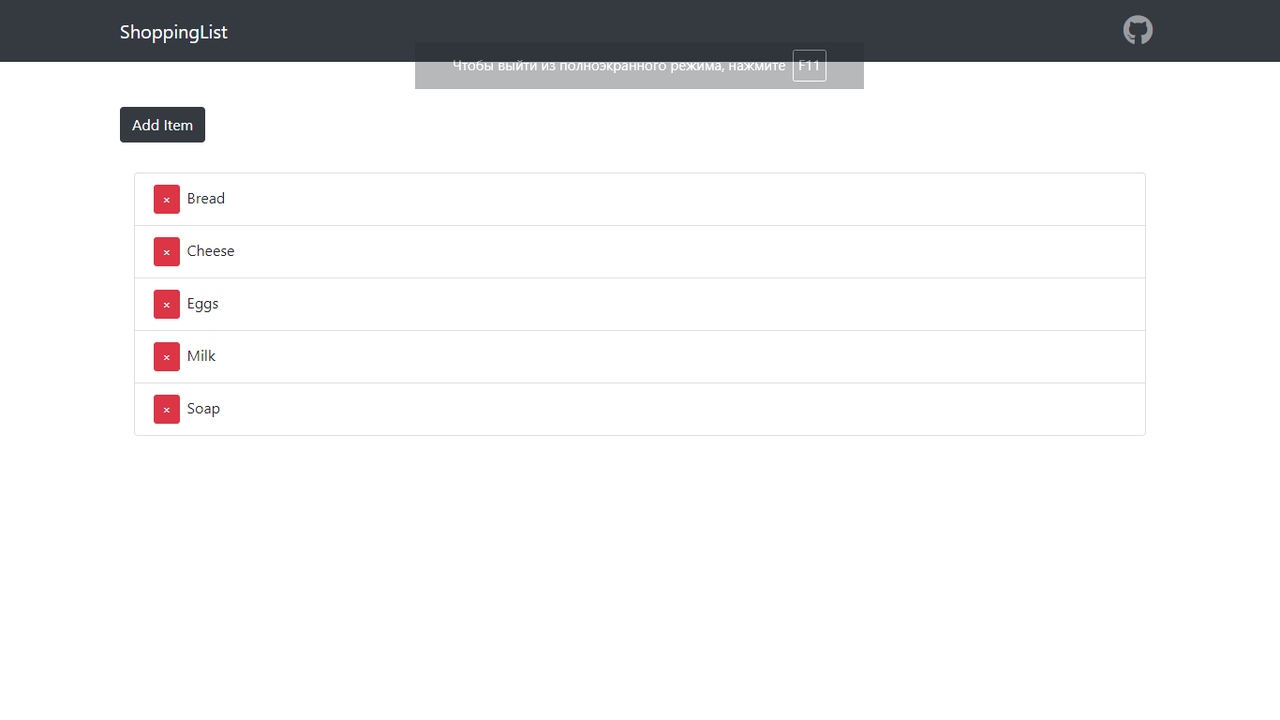 ShoppingList
Чтобы выйти из полноэкранного режима, нажмите F11
Add Item
× Bread
× Cheese
× Eggs
× Milk
× Soap